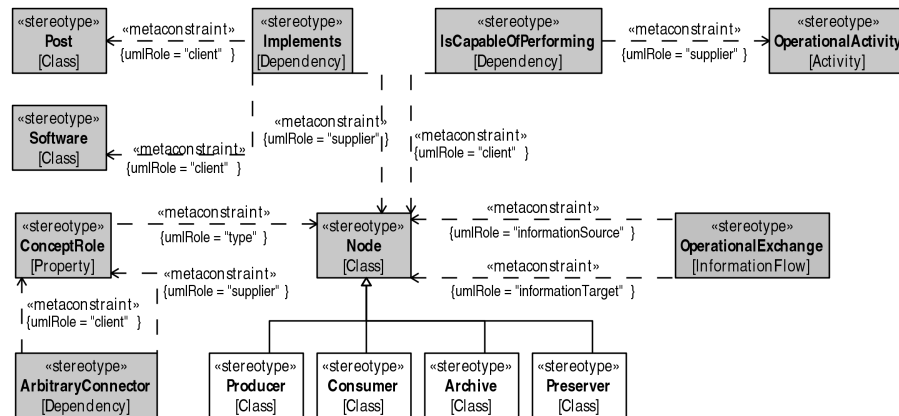 «stereotype»
Post
[Class]
«metaconstraint»
{umlRole = "client" }
«stereotype»
Implements
[Dependency]
«stereotype»
IsCapableOfPerforming
[Dependency]
«metaconstraint»
{umlRole = "supplier" }
«stereotype»
OperationalActivity
[Activity]
«stereotype»
Software
[Class]
«metaconstraint»
{umlRole = "client" }
«metaconstraint»
{umlRole = "supplier" }
«metaconstraint»
{umlRole = "client" }
«stereotype»
ConceptRole
[Property]
«metaconstraint»
{umlRole = "type" }
«stereotype»
Node
[Class]
«metaconstraint»
{umlRole = "informationSource" }
«stereotype»
OperationalExchange
[InformationFlow]
«metaconstraint»
{umlRole = "supplier" }
«metaconstraint»
{umlRole = "informationTarget" }
«metaconstraint»
{umlRole = "client" }
«stereotype»
ArbitraryConnector
[Dependency]
«stereotype»
Producer
[Class]
«stereotype»
Consumer
[Class]
«stereotype»
Archive
[Class]
«stereotype»
Preserver
[Class]